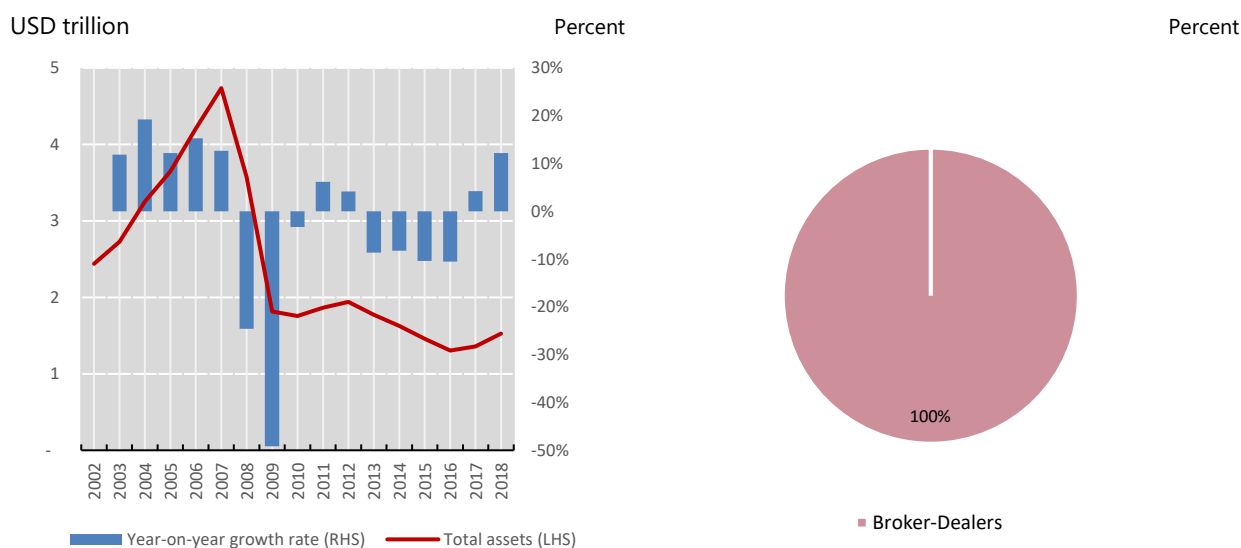 USD trillion Percent
5 30%
20%
4
10%
3 0%
-10%
2
-20%
-30%
1
-40%
- -50%
2002 2003 2004 2005 2006 2007 2008 2009 2010 2011 2012 2013 2014 2015 2016 2017 2018
Year-on-year growth rate (RHS) Total assets (LHS)
Percent
100%
Broker-Dealers